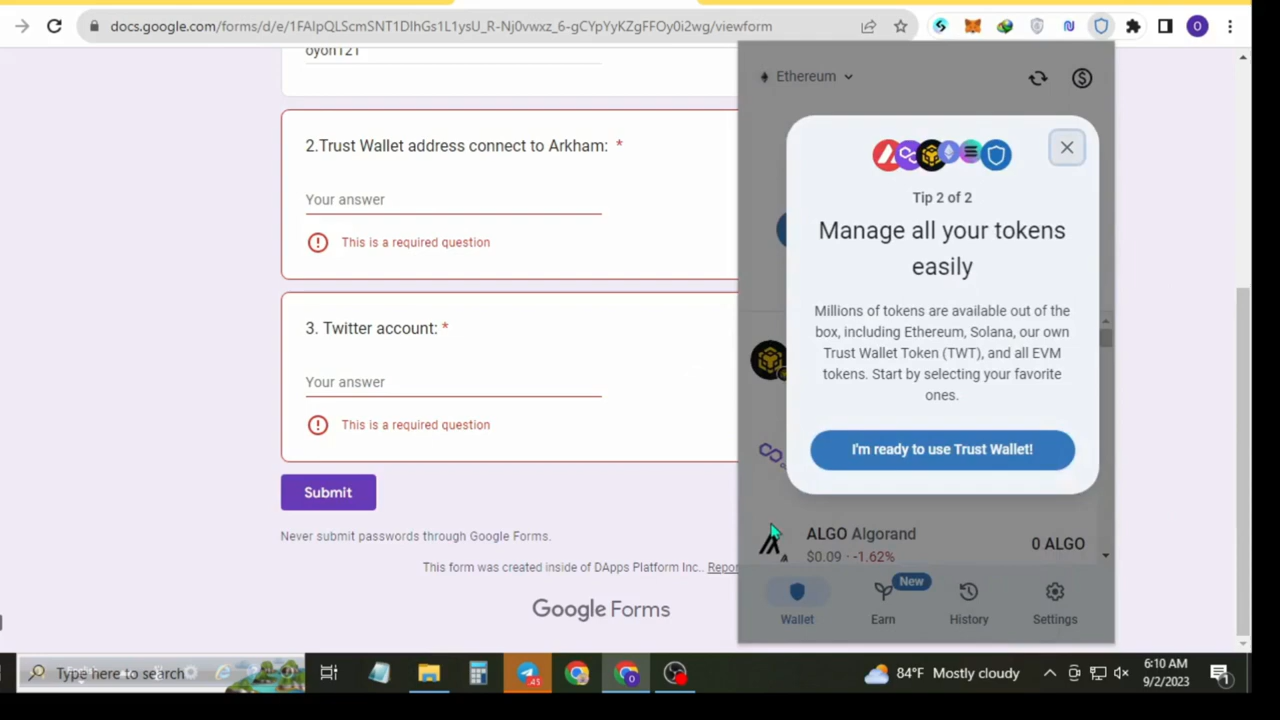 docs.google.com/forms/d/e/1FAIpQLScmSNT1DIhGs1L1ysU_R-Nj0vwxz_6-gCYpYyKZgFFOy0i2wg/viewform
O
oyon121
2.Trust Wallet address connect to Arkham: *
Your answer
This is a required question
3. Twitter account: *
Your answer
This is a required question
Submit
Never submit passwords through Google Forms.
This form was created inside of DApps Platform Inc.. Repor
Google Forms
Ethereum
Tip 2 of 2
Manage all your tokens
easily
Millions of tokens are available out of the
box, including Ethereum, Solana, our own
Trust Wallet Token (TWT), and all EVM
tokens. Start by selecting your favorite
ones.
I'm ready to use Trust Wallet!
ALGO Algorand
0 ALGO
$0.09 · -1.62%
New
Wallet
Earn
History
Settings
Type here to search
45
84°F Mostly cloudy
6:10 AM
9/2/2023
1